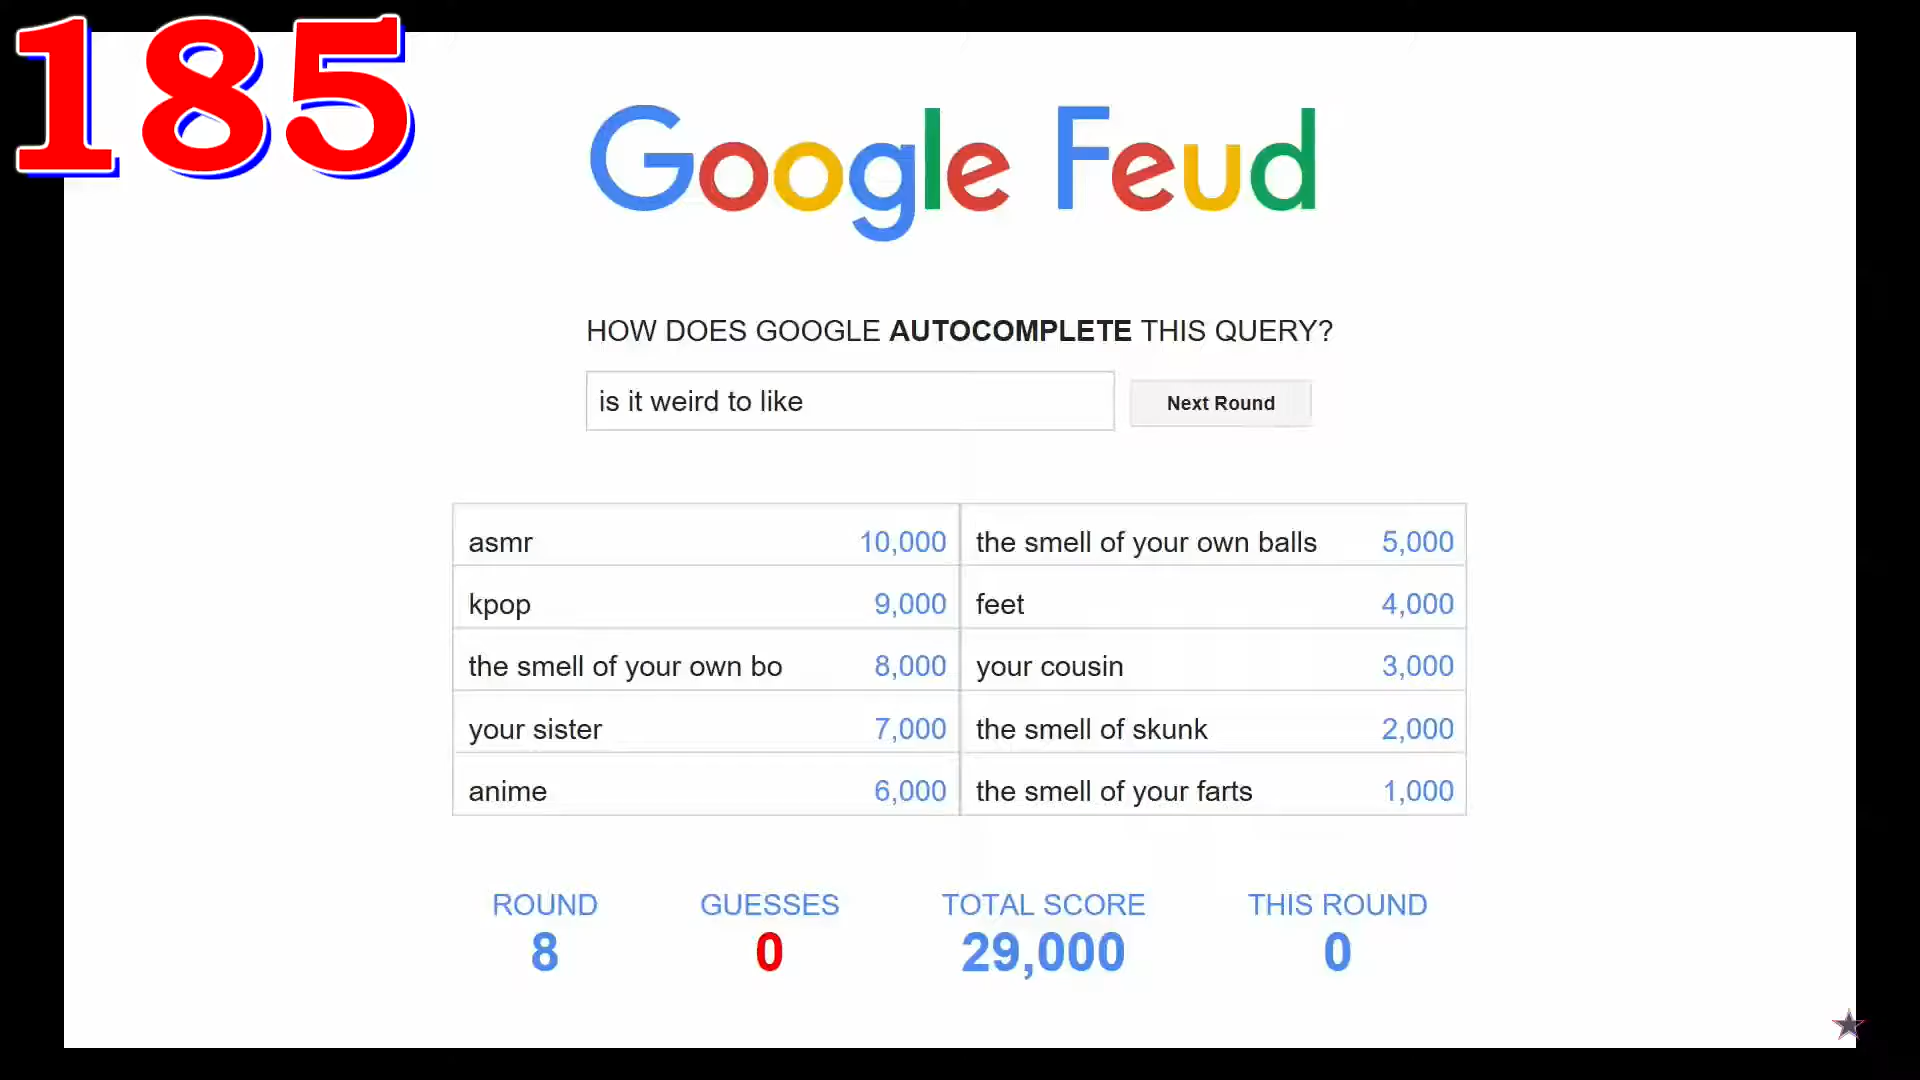 185
Google Feud
HOW DOES GOOGLE AUTOCOMPLETE THIS QUERY?
is it weird to like
Next Round
asmr 10,000
kpop 9,000
the smell of your own bo 8,000
your sister 7,000
anime 6,000
the smell of your own balls 5,000
feet 4,000
your cousin 3,000
the smell of skunk 2,000
the smell of your farts 1,000
ROUND GUESSES TOTAL SCORE THIS ROUND
8 0 29,000 0